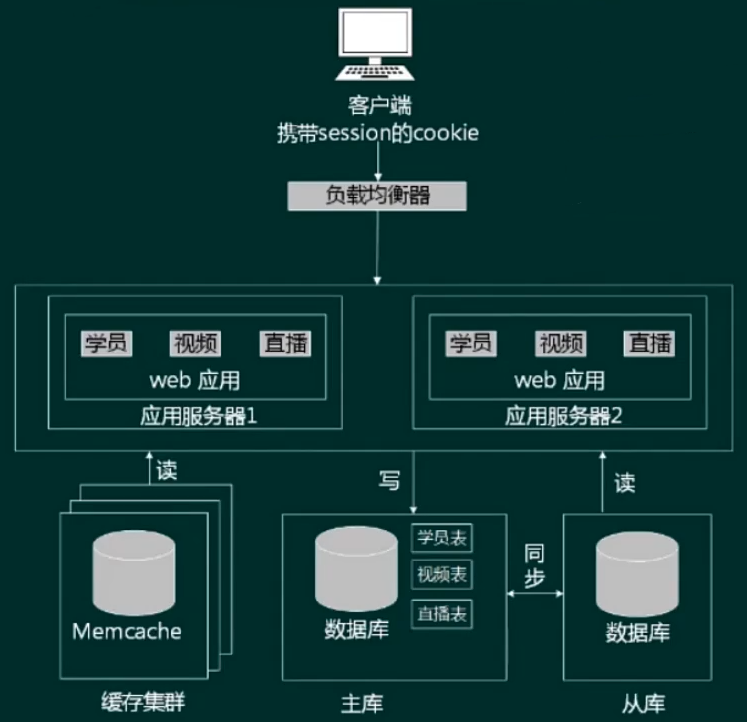 客户端
携带session的cookie
负载均衡器
学员 视频 直播
web 应用
应用服务器1
学员 视频 直播
web 应用
应用服务器2
读
写
读
Memcache
缓存集群
数据库
学员表
视频表
直播表
主库
同步
数据库
从库